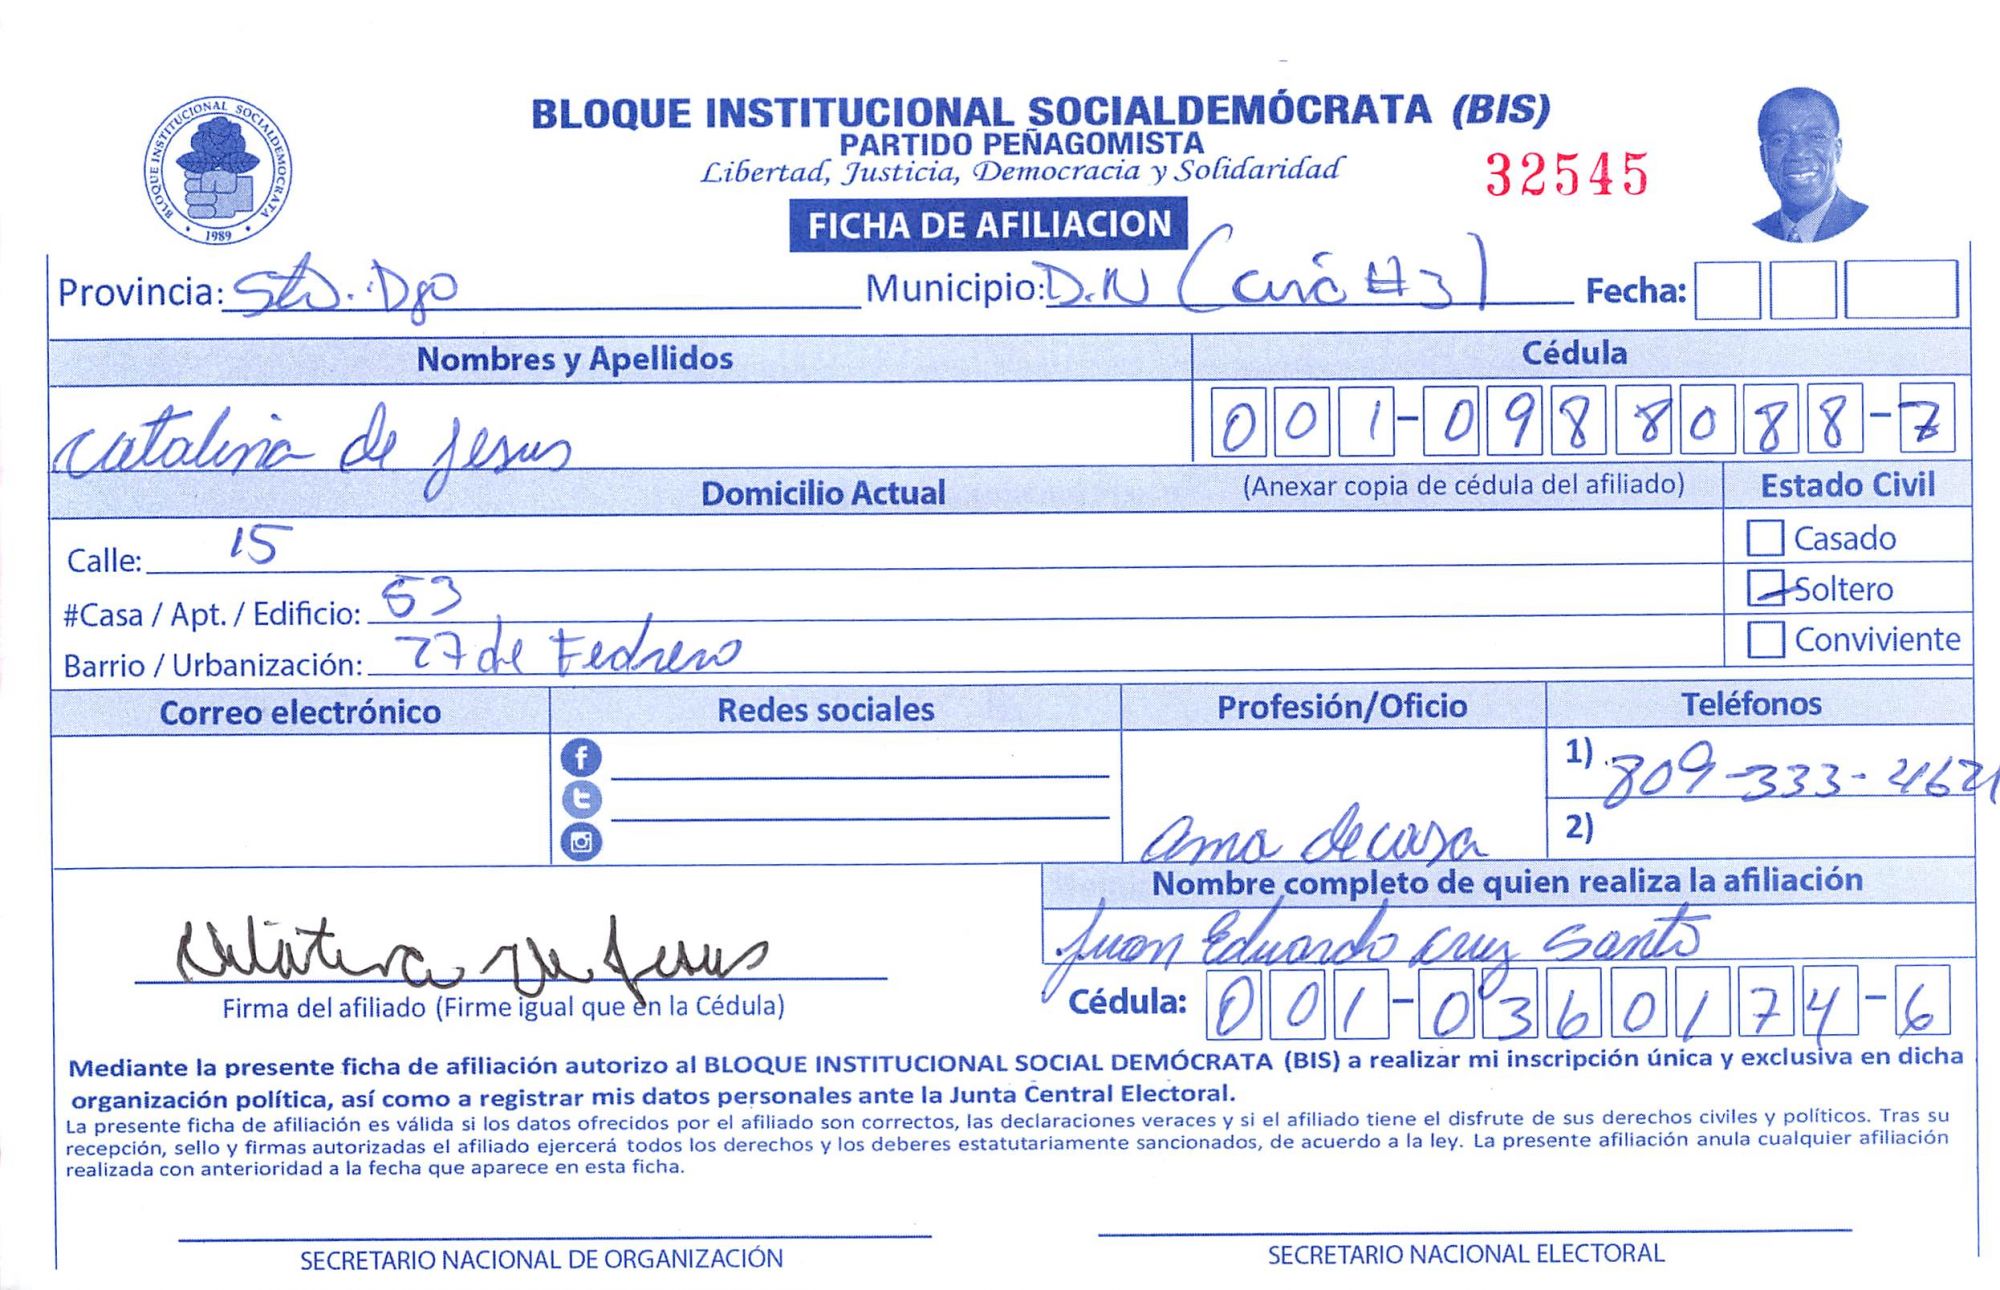 BLOQUE INSTITUCIONAL SOCIALDEMÓCRATA (BIS)
PARTIDO PEÑAGOMISTA
Libertad, Justicia, Democracia y Solidaridad
32545
BLOQUE INSTITUCIONAL SOCIALDEMOCRATA
1989
FICHA DE AFILIACION
Provincia: Sto. Dgo Municipio: D.N ( #3) Fecha:
Nombres y Apellidos Cédula
Catalina de Jesus 001-0988088-7
Domicilio Actual (Anexar copia de cédula del afiliado) Estado Civil
Calle: 15 Casado
#Casa / Apt. / Edificio: 53 Soltero
Barrio / Urbanización: 27 de Febrero Conviviente
Correo electrónico Redes sociales Profesión/Oficio Teléfonos
1) 809-333-4621
ama de casa 2)
Nombre completo de quien realiza la afiliación
Juan Eduardo Cruz Santo
de Jesus
Firma del afiliado (Firme igual que en la Cédula) Cédula: 001-0360174-6
Mediante la presente ficha de afiliación autorizo al BLOQUE INSTITUCIONAL SOCIAL DEMÓCRATA (BIS) a realizar mi inscripción única y exclusiva en dicha
organización política, así como a registrar mis datos personales ante la Junta Central Electoral.
La presente ficha de afiliación es válida si los datos ofrecidos por el afiliado son correctos, las declaraciones veraces y si el afiliado tiene el disfrute de sus derechos civiles y políticos. Tras su
recepción, sello y firmas autorizadas el afiliado ejercerá todos los derechos y los deberes estatutariamente sancionados, de acuerdo a la ley. La presente afiliación anula cualquier afiliación
realizada con anterioridad a la fecha que aparece en esta ficha.
SECRETARIO NACIONAL DE ORGANIZACIÓN SECRETARIO NACIONAL ELECTORAL